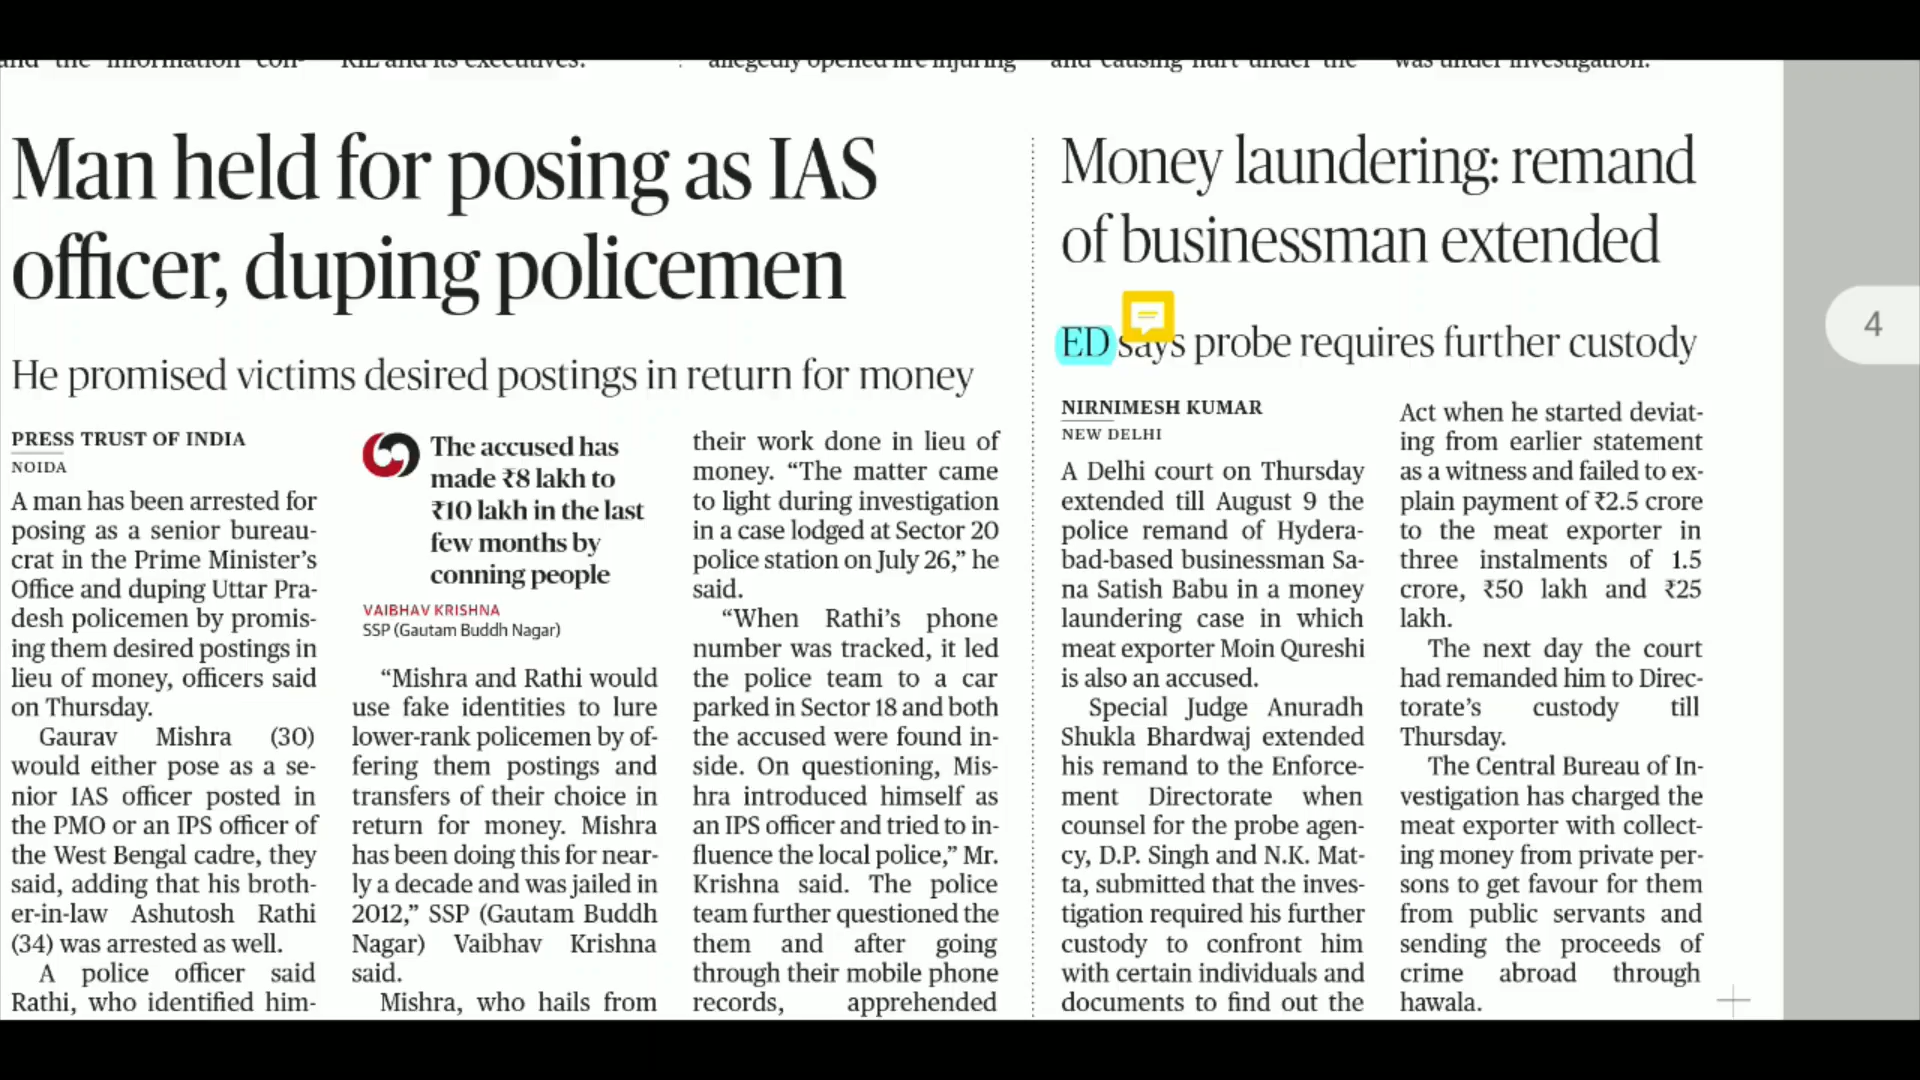 and the information con-
RIL and its executives.
allegedly opened fire injuring
and causing hurt under the
was under investigation.
Man held for posing as IAS
officer, duping policemen
He promised victims desired postings in return for money
PRESS TRUST OF INDIA
NOIDA
A man has been arrested for
posing as a senior bureau-
crat in the Prime Minister’s
Office and duping Uttar Pra-
desh policemen by promis-
ing them desired postings in
lieu of money, officers said
on Thursday.
Gaurav Mishra (30)
would either pose as a se-
nior IAS officer posted in
the PMO or an IPS officer of
the West Bengal cadre, they
said, adding that his broth-
er-in-law Ashutosh Rathi
(34) was arrested as well.
A police officer said
Rathi, who identified him-
The accused has
made ₹8 lakh to
₹10 lakh in the last
few months by
conning people
VAIBHAV KRISHNA
SSP (Gautam Buddh Nagar)
“Mishra and Rathi would
use fake identities to lure
lower-rank policemen by of-
fering them postings and
transfers of their choice in
return for money. Mishra
has been doing this for near-
ly a decade and was jailed in
2012,” SSP (Gautam Buddh
Nagar) Vaibhav Krishna
said.
Mishra, who hails from
their work done in lieu of
money. “The matter came
to light during investigation
in a case lodged at Sector 20
police station on July 26,” he
said.
“When Rathi’s phone
number was tracked, it led
the police team to a car
parked in Sector 18 and both
the accused were found in-
side. On questioning, Mis-
hra introduced himself as
an IPS officer and tried to in-
fluence the local police,” Mr.
Krishna said. The police
team further questioned the
them and after going
through their mobile phone
records, apprehended
Money laundering: remand
of businessman extended
ED says probe requires further custody
NIRNIMESH KUMAR
NEW DELHI
A Delhi court on Thursday
extended till August 9 the
police remand of Hydera-
bad-based businessman Sa-
na Satish Babu in a money
laundering case in which
meat exporter Moin Qureshi
is also an accused.
Special Judge Anuradh
Shukla Bhardwaj extended
his remand to the Enforce-
ment Directorate when
counsel for the probe agen-
cy, D.P. Singh and N.K. Mat-
ta, submitted that the inves-
tigation required his further
custody to confront him
with certain individuals and
documents to find out the
Act when he started deviat-
ing from earlier statement
as a witness and failed to ex-
plain payment of ₹2.5 crore
to the meat exporter in
three instalments of 1.5
crore, ₹50 lakh and ₹25
lakh.
The next day the court
had remanded him to Direc-
torate’s custody till
Thursday.
The Central Bureau of In-
vestigation has charged the
meat exporter with collect-
ing money from private per-
sons to get favour for them
from public servants and
sending the proceeds of
crime abroad through
hawala.
4